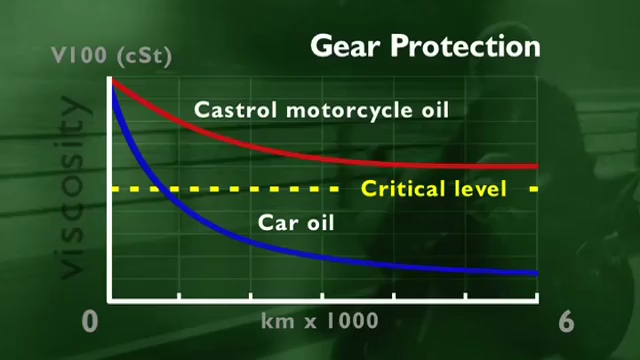 Gear Protection
V100 (cSt)
viscosity
Castrol motorcycle oil
Critical level
Car oil
0
km x 1000
6